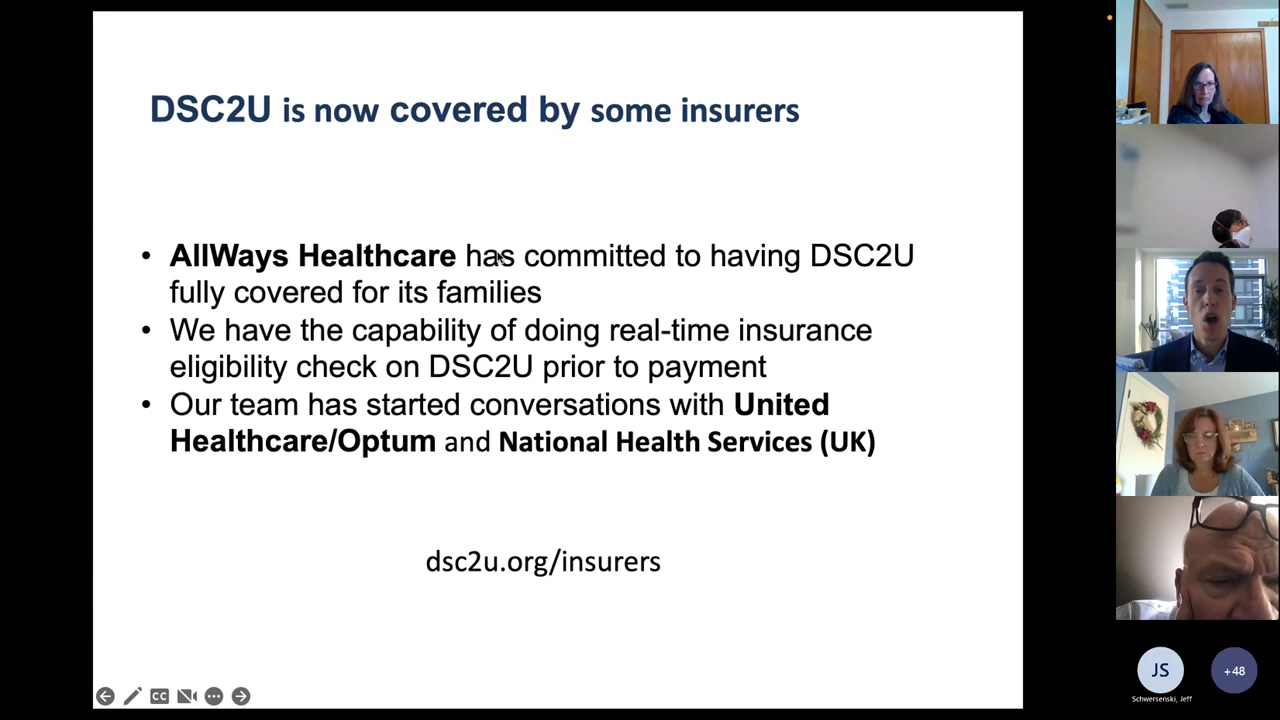 DSC2U is now covered by some insurers
• AllWays Healthcare has committed to having DSC2U
fully covered for its families
• We have the capability of doing real-time insurance
eligibility check on DSC2U prior to payment
• Our team has started conversations with United
Healthcare/Optum and National Health Services (UK)
dsc2u.org/insurers
CC
JS
+48
Schwersenski, Jeff